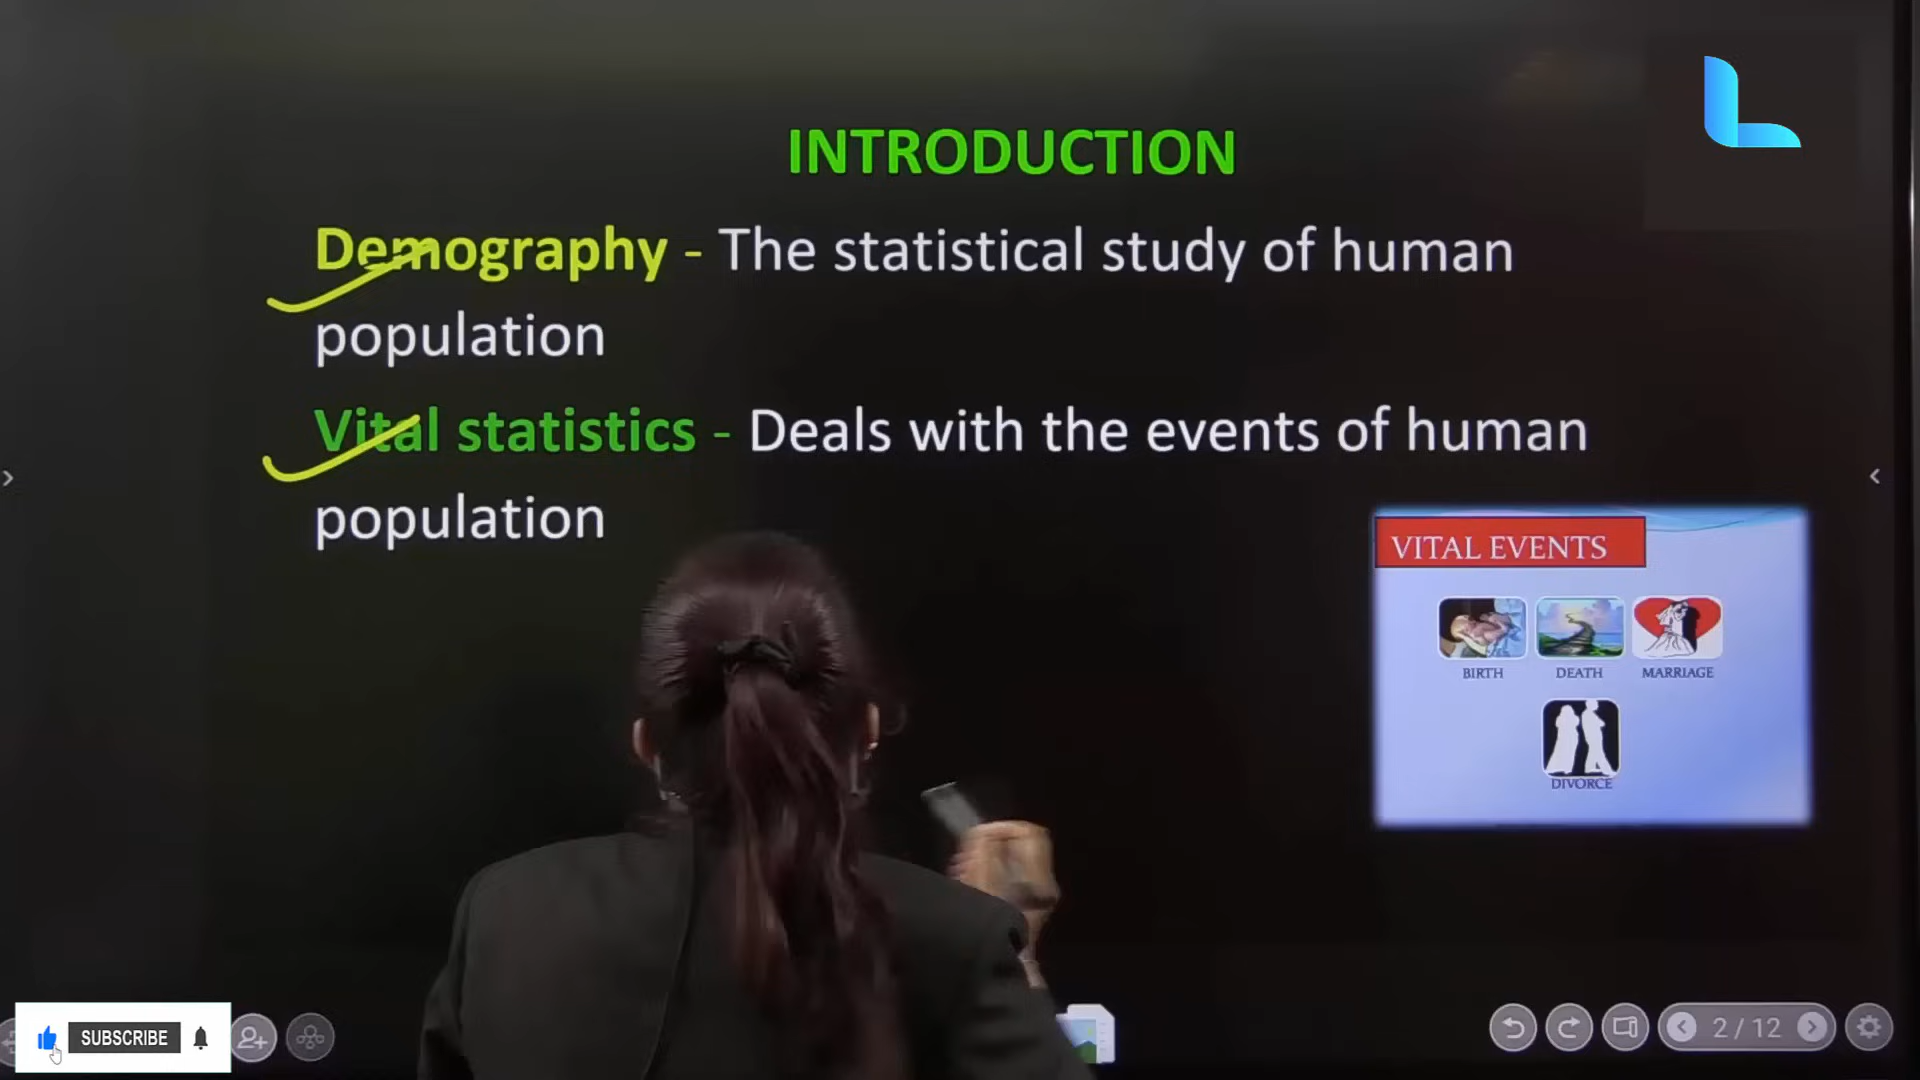 INTRODUCTION
Demography - The statistical study of human
population
Vital statistics - Deals with the events of human
population
VITAL EVENTS
BIRTH DEATH MARRIAGE
DIVORCE
SUBSCRIBE
2 / 12